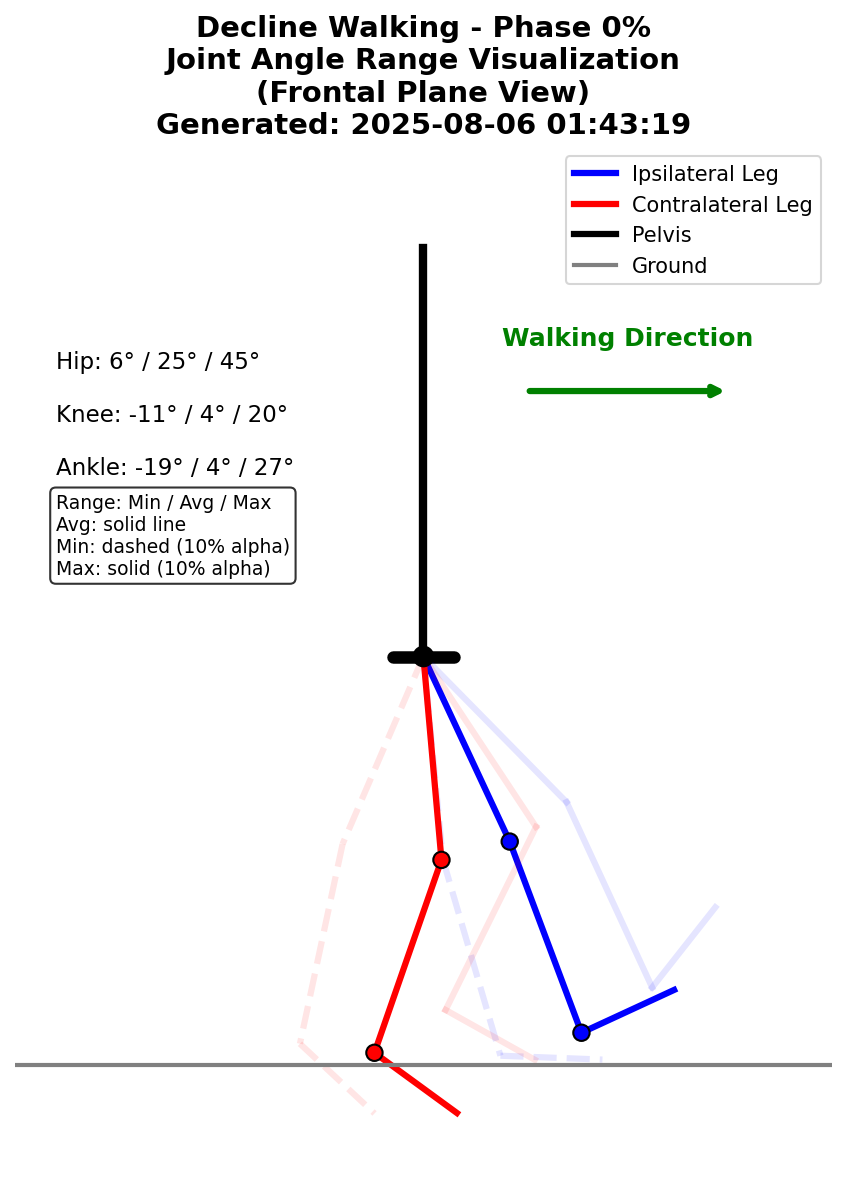 Decline Walking - Phase 0%
Joint Angle Range Visualization
(Frontal Plane View)
Generated: 2025-08-06 01:43:19
Ipsilateral Leg
Contralateral Leg
Pelvis
Ground
Walking Direction
Hip: 6° / 25° / 45°
Knee: -11° / 4° / 20°
Ankle: -19° / 4° / 27°
Range: Min / Avg / Max
Avg: solid line
Min: dashed (10% alpha)
Max: solid (10% alpha)